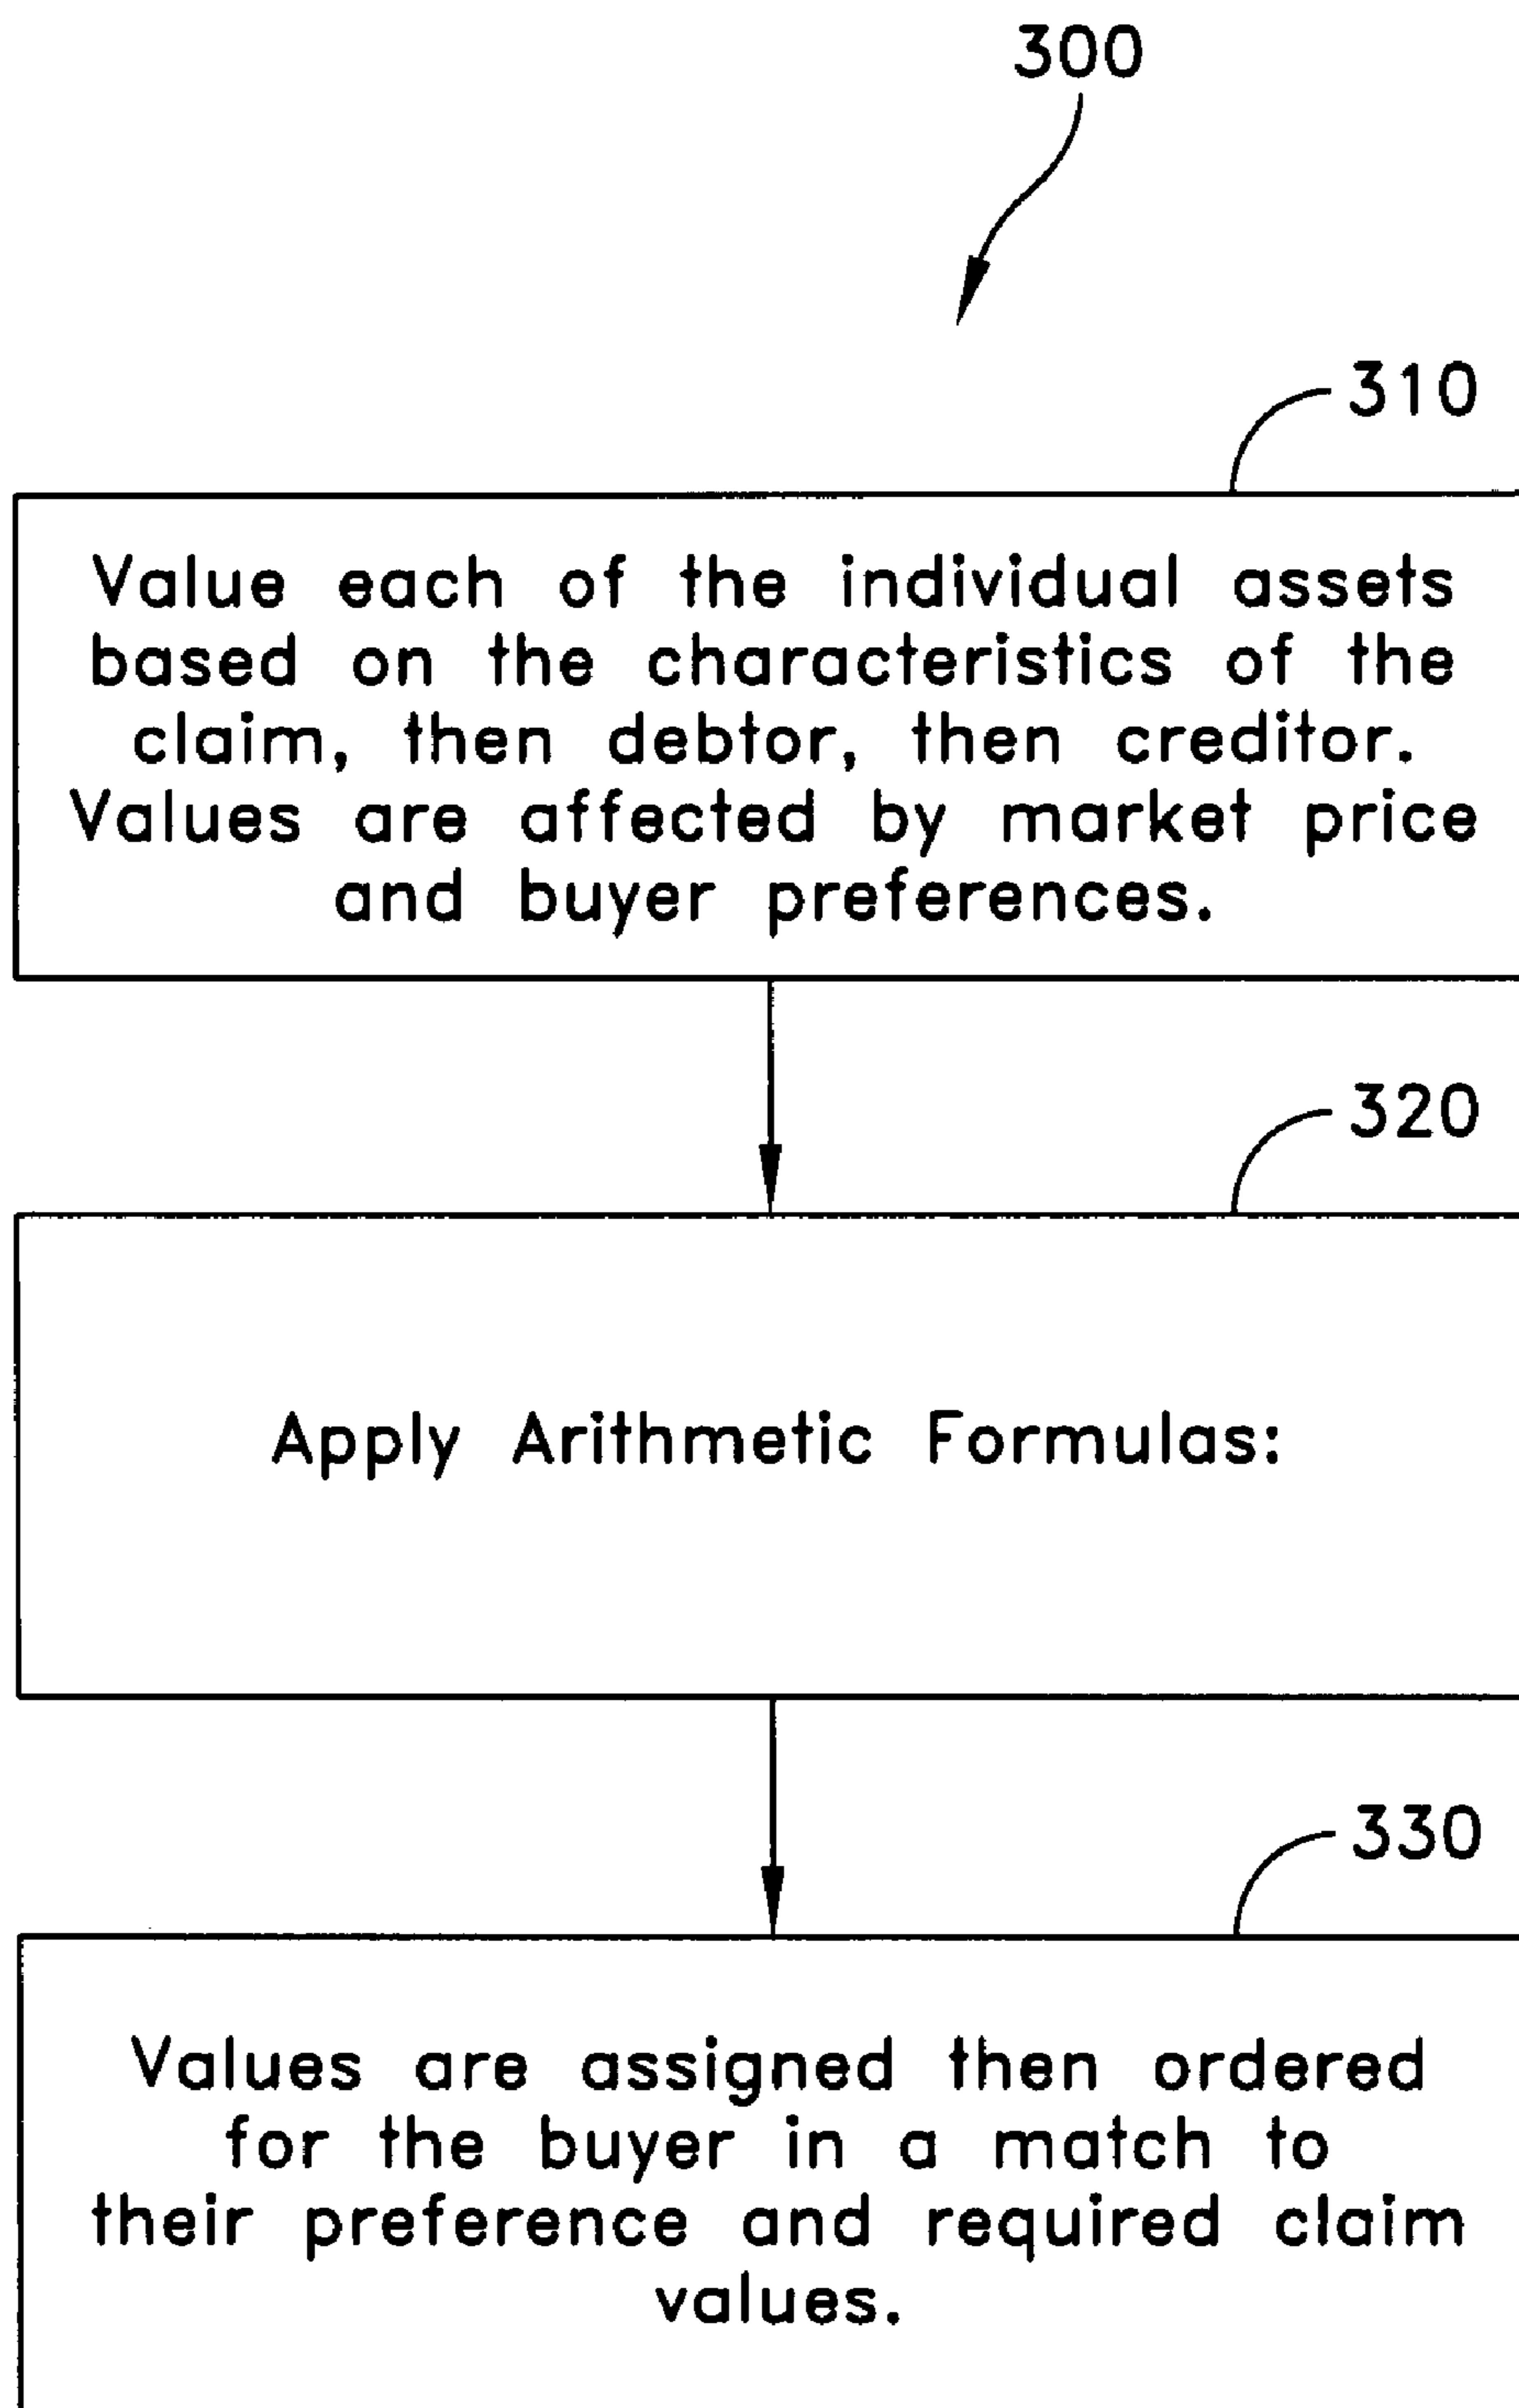 300
310
Value each of the individual assets
based on the characteristics of the
claim, then debtor, then creditor.
Values are affected by market price
and buyer preferences.
320
Apply Arithmetic Formulas:
330
Values are assigned then ordered
for the buyer in a match to
their preference and required claim
values.